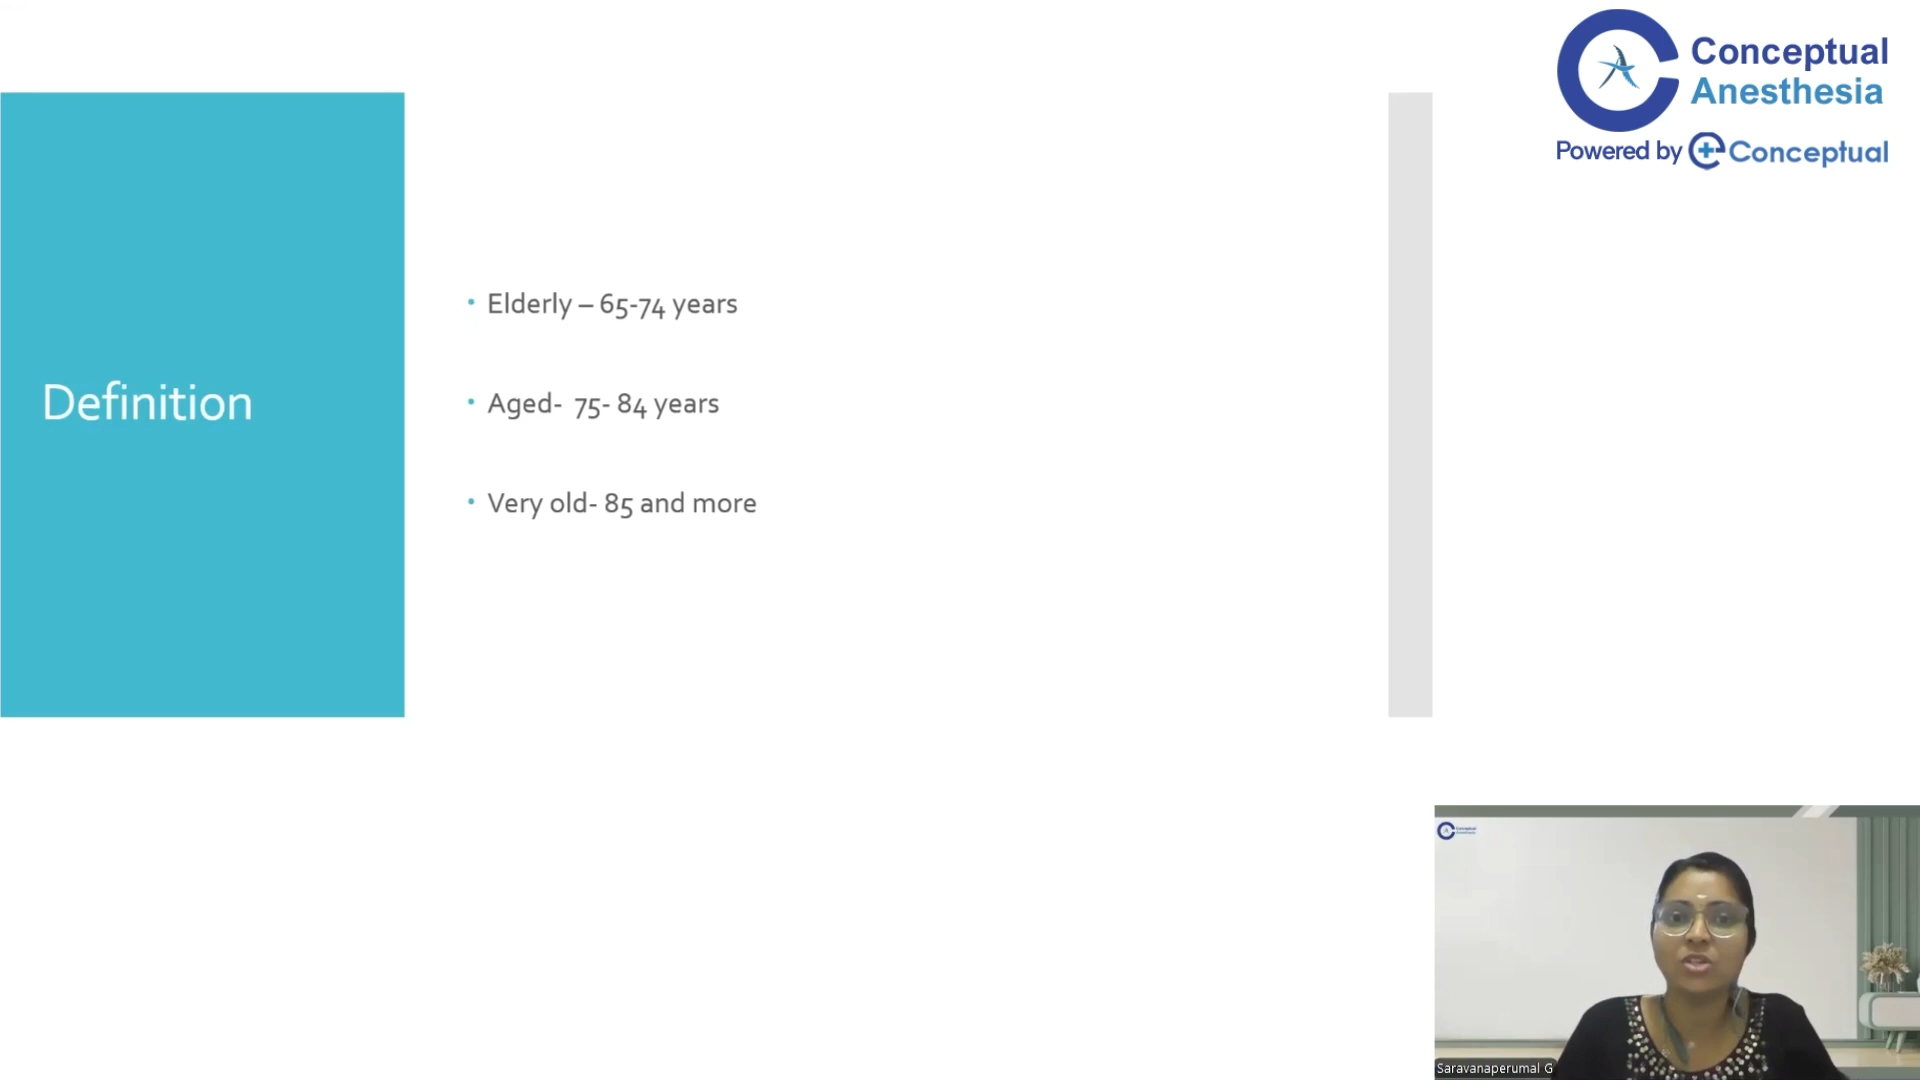 Conceptual
Anesthesia
Powered by Conceptual
Definition
• Elderly – 65-74 years
• Aged- 75- 84 years
• Very old- 85 and more
Conceptual
Saravanaperumal G